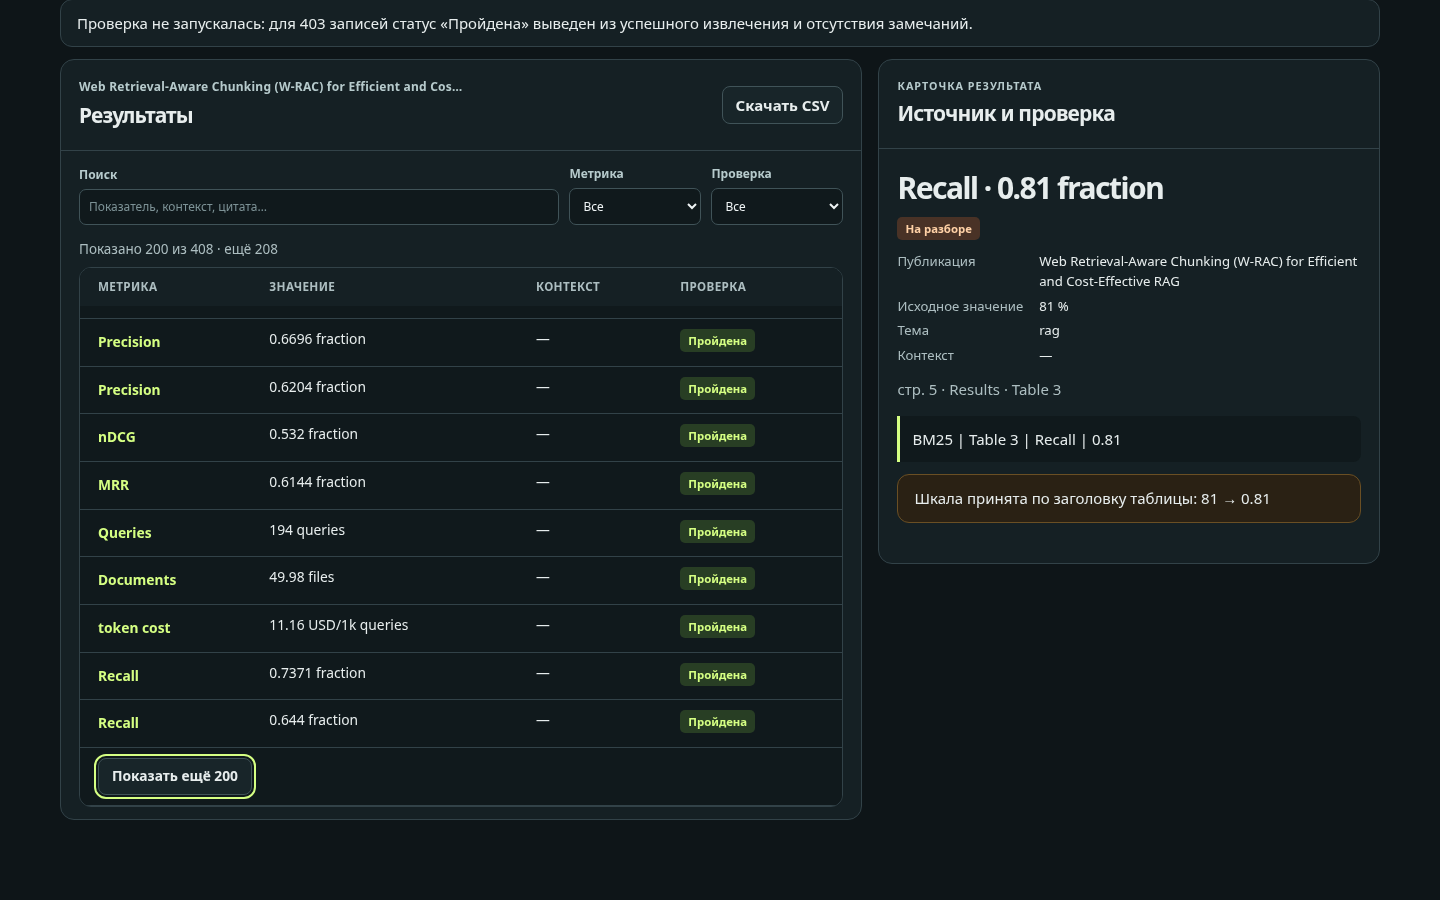 Проверка не запускалась: для 403 записей статус «Пройдена» выведен из успешного извлечения и отсутствия замечаний.
Web Retrieval-Aware Chunking (W-RAC) for Efficient and Cos...
Результаты
Скачать CSV
Поиск
Метрика
Проверка
Показатель, контекст, цитата...
Все
Все
Показано 200 из 408 · ещё 208
МЕТРИКА ЗНАЧЕНИЕ КОНТЕКСТ ПРОВЕРКА
Precision 0.6696 fraction — Пройдена
Precision 0.6204 fraction — Пройдена
nDCG 0.532 fraction — Пройдена
MRR 0.6144 fraction — Пройдена
Queries 194 queries — Пройдена
Documents 49.98 files — Пройдена
token cost 11.16 USD/1k queries — Пройдена
Recall 0.7371 fraction — Пройдена
Recall 0.644 fraction — Пройдена
Показать ещё 200
КАРТОЧКА РЕЗУЛЬТАТА
Источник и проверка
Recall · 0.81 fraction
На разборе
Публикация Web Retrieval-Aware Chunking (W-RAC) for Efficient
and Cost-Effective RAG
Исходное значение 81 %
Тема rag
Контекст —
стр. 5 · Results · Table 3
BM25 | Table 3 | Recall | 0.81
Шкала принята по заголовку таблицы: 81 → 0.81